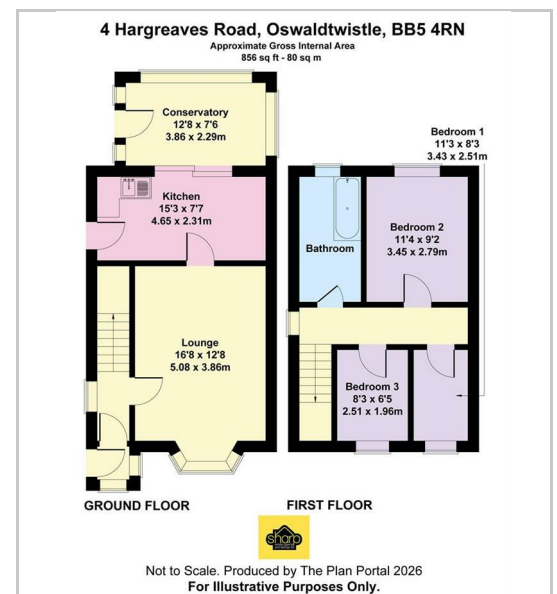 4 Hargreaves Road, Oswaldtwistle, BB5 4RN
Approximate Gross Internal Area
856 sq ft - 80 sq m
Conservatory
12'8 x 7'6
3.86 x 2.29m
Kitchen
15'3 x 7'7
4.65 x 2.31m
Lounge
16'8 x 12'8
5.08 x 3.86m
GROUND FLOOR
Bedroom 1
11'3 x 8'3
3.43 x 2.51m
Bathroom
Bedroom 2
11'4 x 9'2
3.45 x 2.79m
Bedroom 3
8'3 x 6'5
2.51 x 1.96m
FIRST FLOOR
sharp
Not to Scale. Produced by The Plan Portal 2026
For Illustrative Purposes Only.